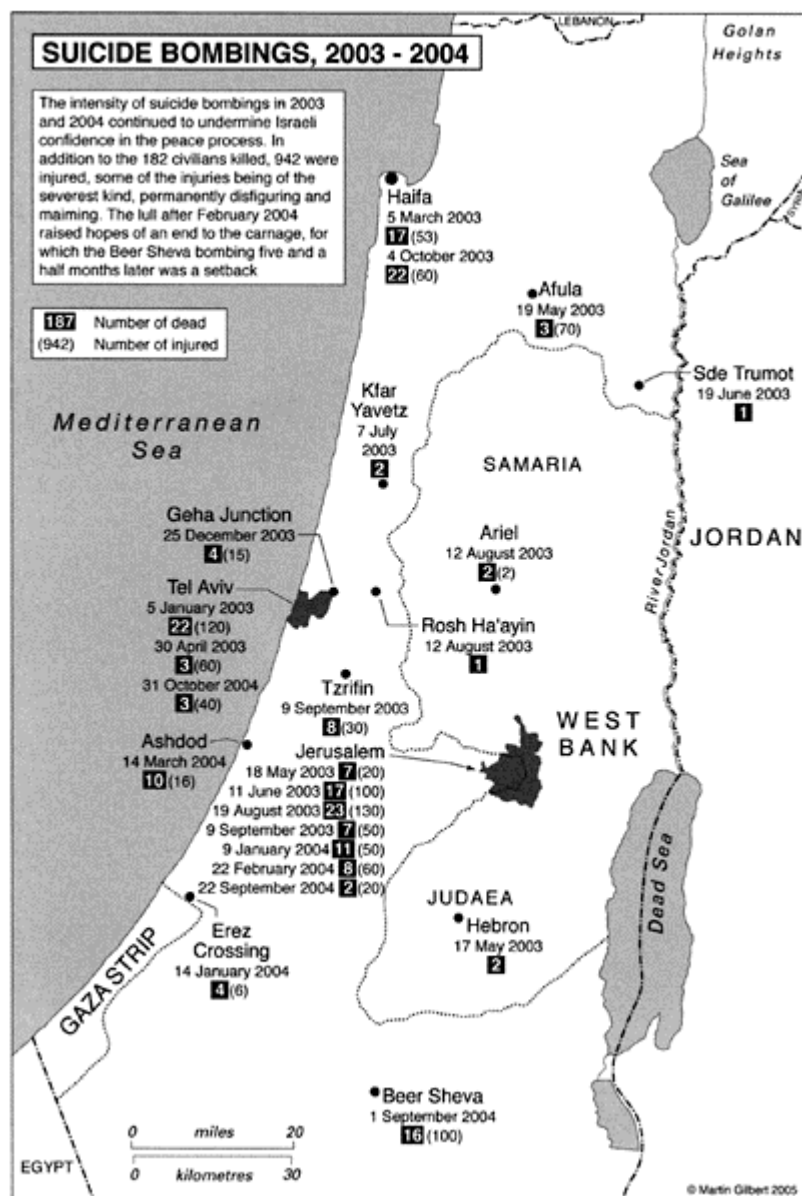 SUICIDE BOMBINGS, 2003 - 2004
The intensity of suicide bombings in 2003
and 2004 continued to undermine Israeli
confidence in the peace process. In
addition to the 182 civilians killed, 942 were
injured, some of the injuries being of the
severest kind, permanently disfiguring and
maiming. The lull after February 2004
raised hopes of an end to the carnage, for
which the Beer Sheva bombing five and a
half months later was a setback
187 Number of dead
(942) Number of injured
LEBANON
Golan
Heights
Sea
of
Galilee
SYRIA
Haifa
5 March 2003
17 (53)
4 October 2003
22 (60)
Afula
19 May 2003
3 (70)
Sde Trumot
19 June 2003
1
Mediterranean
Sea
Kfar
Yavetz
7 July
2003
2
SAMARIA
Geha Junction
25 December 2003
4 (15)
Ariel
12 August 2003
2 (2)
River Jordan
JORDAN
Tel Aviv
5 January 2003
22 (120)
30 April 2003
3 (60)
31 October 2004
3 (40)
Rosh Ha'ayin
12 August 2003
1
Tzrifin
9 September 2003
8 (30)
WEST
BANK
Ashdod
14 March 2004
10 (16)
Jerusalem
18 May 2003 7 (20)
11 June 2003 17 (100)
19 August 2003 23 (130)
9 September 2003 7 (50)
9 January 2004 11 (50)
22 February 2004 8 (60)
22 September 2004 2 (20)
Dead Sea
JUDAEA
Hebron
17 May 2003
2
Erez
Crossing
14 January 2004
4 (6)
GAZA STRIP
Beer Sheva
1 September 2004
16 (100)
0 miles 20
0 kilometres 30
EGYPT
© Martin Gilbert 2005